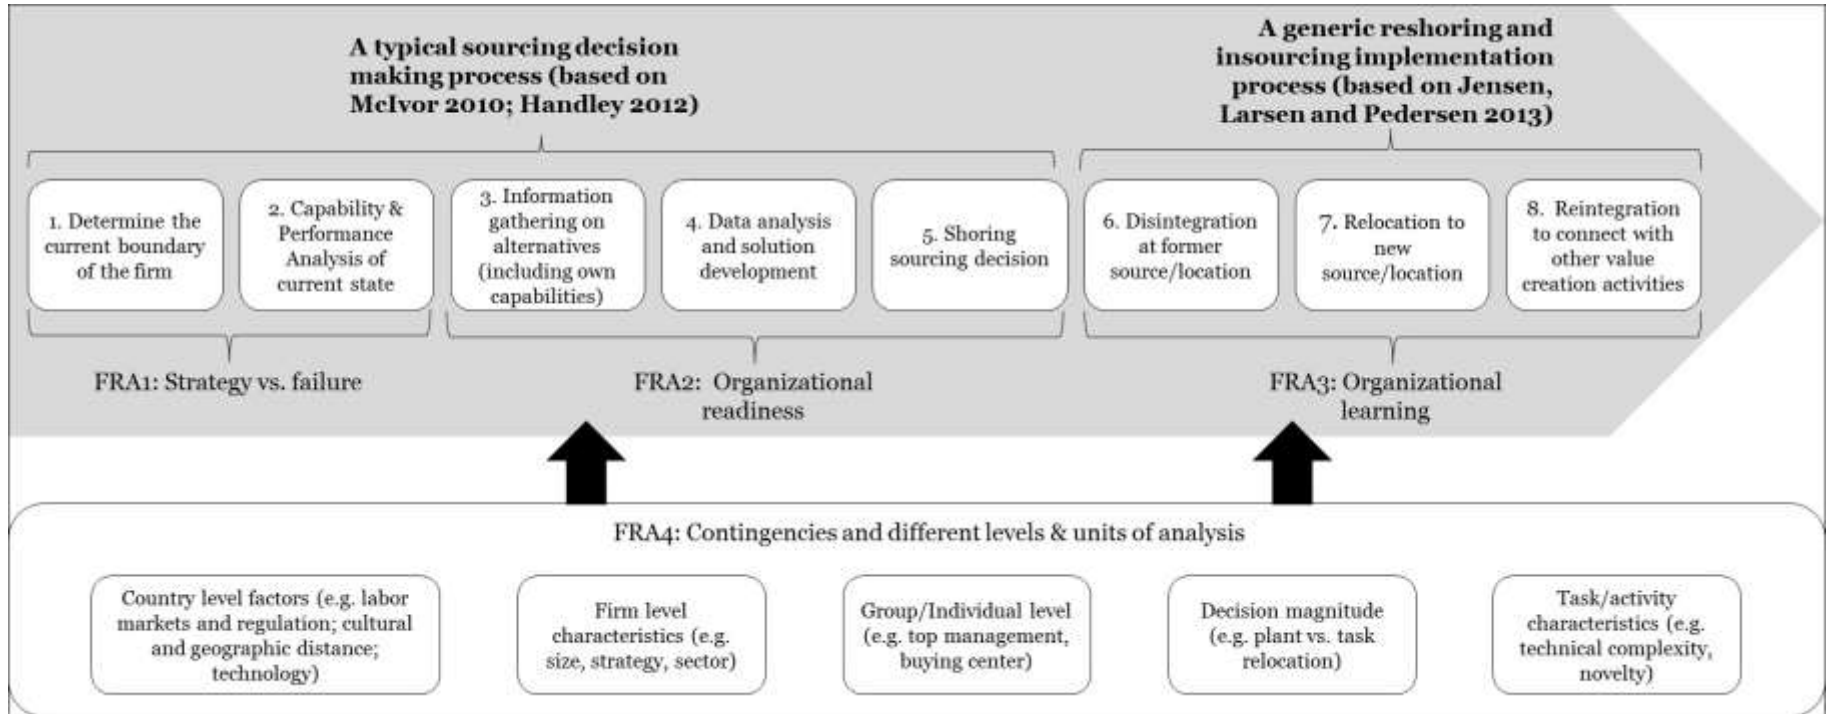 A typical sourcing decision
making process (based on
McIvor 2010; Handley 2012)
A generic reshoring and
insourcing implementation
process (based on Jensen,
Larsen and Pedersen 2013)
1. Determine the
current boundary
of the firm
2. Capability &
Performance
Analysis of
current state
3. Information
gathering on
alternatives
(including own
capabilities)
4. Data analysis
and solution
development
5. Shoring
sourcing decision
6. Disintegration
at former
source/location
7. Relocation to
new
source/location
8. Reintegration
to connect with
other value
creation activities
FRA1: Strategy vs. failure
FRA2: Organizational
readiness
FRA3: Organizational
learning
FRA4: Contingencies and different levels & units of analysis
Country level factors (e.g. labor
markets and regulation; cultural
and geographic distance;
technology)
Firm level
characteristics (e.g.
size, strategy, sector)
Group/Individual level
(e.g. top management,
buying center)
Decision magnitude
(e.g. plant vs. task
relocation)
Task/activity
characteristics (e.g.
technical complexity,
novelty)